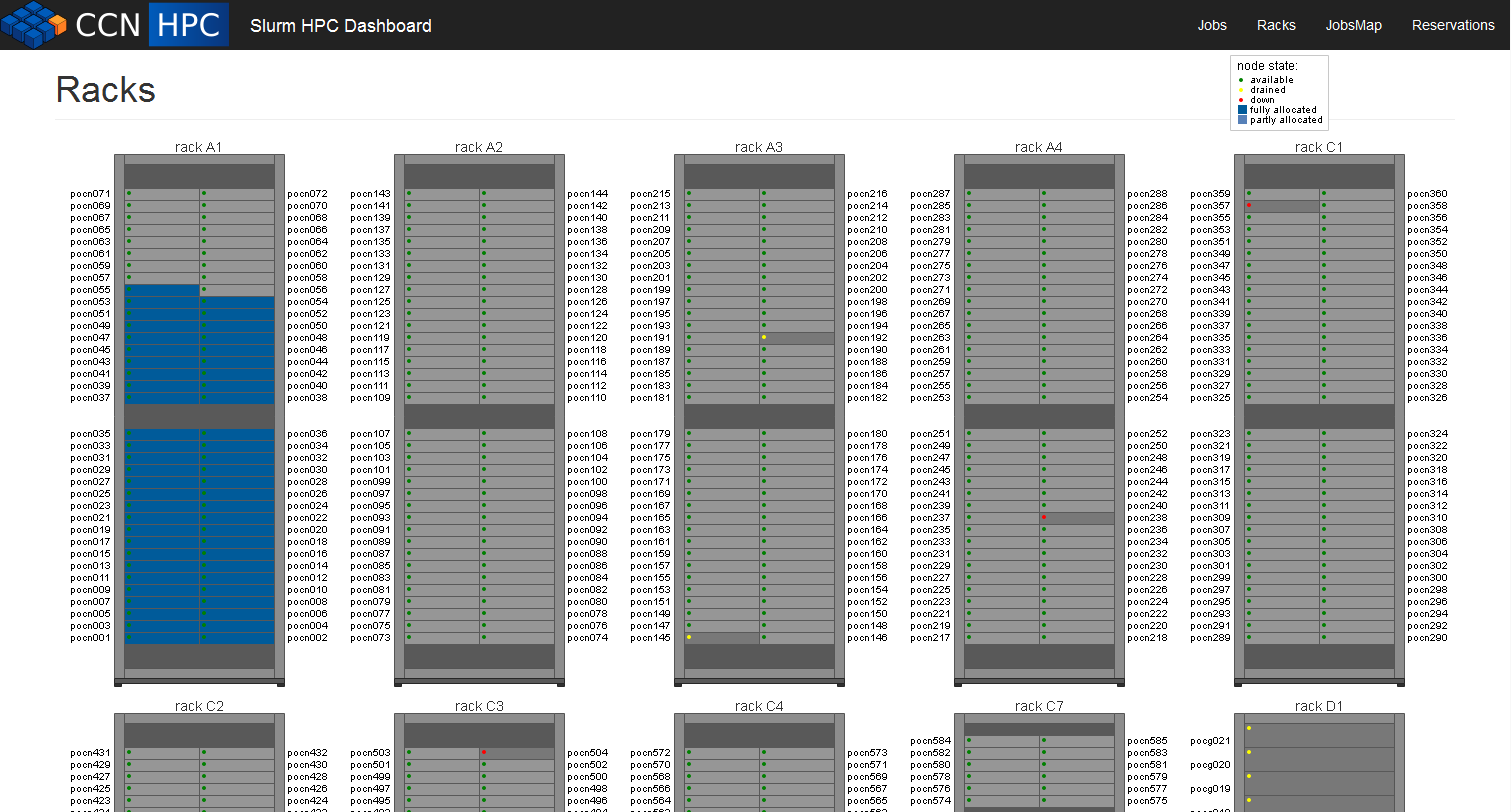 CCN HPC Slurm HPC Dashboard Jobs Racks JobsMap Reservations
node state:
available
drained
down
fully allocated
partly allocated
Racks
rack A1 rack A2 rack A3 rack A4 rack C1
pocn071 pocn072 pocn143 pocn144 pocn215 pocn216 pocn287 pocn288 pocn359 pocn360
pocn069 pocn070 pocn141 pocn142 pocn213 pocn214 pocn285 pocn286 pocn357 pocn358
pocn067 pocn068 pocn139 pocn140 pocn211 pocn212 pocn283 pocn284 pocn355 pocn356
pocn065 pocn066 pocn137 pocn138 pocn209 pocn210 pocn281 pocn282 pocn353 pocn354
pocn063 pocn064 pocn135 pocn136 pocn207 pocn208 pocn279 pocn280 pocn351 pocn352
pocn061 pocn062 pocn133 pocn134 pocn205 pocn206 pocn277 pocn278 pocn349 pocn350
pocn059 pocn060 pocn131 pocn132 pocn203 pocn204 pocn275 pocn276 pocn347 pocn348
pocn057 pocn058 pocn129 pocn130 pocn201 pocn202 pocn273 pocn274 pocn345 pocn346
pocn055 pocn056 pocn127 pocn128 pocn199 pocn200 pocn271 pocn272 pocn343 pocn344
pocn053 pocn054 pocn125 pocn126 pocn197 pocn198 pocn269 pocn270 pocn341 pocn342
pocn051 pocn052 pocn123 pocn124 pocn195 pocn196 pocn267 pocn268 pocn339 pocn340
pocn049 pocn050 pocn121 pocn122 pocn193 pocn194 pocn265 pocn266 pocn337 pocn338
pocn047 pocn048 pocn119 pocn120 pocn191 pocn192 pocn263 pocn264 pocn335 pocn336
pocn045 pocn046 pocn117 pocn118 pocn189 pocn190 pocn261 pocn262 pocn333 pocn334
pocn043 pocn044 pocn115 pocn116 pocn187 pocn188 pocn259 pocn260 pocn331 pocn332
pocn041 pocn042 pocn113 pocn114 pocn185 pocn186 pocn257 pocn258 pocn329 pocn330
pocn039 pocn040 pocn111 pocn112 pocn183 pocn184 pocn255 pocn256 pocn327 pocn328
pocn037 pocn038 pocn109 pocn110 pocn181 pocn182 pocn253 pocn254 pocn325 pocn326
pocn035 pocn036 pocn107 pocn108 pocn179 pocn180 pocn251 pocn252 pocn323 pocn324
pocn033 pocn034 pocn105 pocn106 pocn177 pocn178 pocn249 pocn250 pocn321 pocn322
pocn031 pocn032 pocn103 pocn104 pocn175 pocn176 pocn247 pocn248 pocn319 pocn320
pocn029 pocn030 pocn101 pocn102 pocn173 pocn174 pocn245 pocn246 pocn317 pocn318
pocn027 pocn028 pocn099 pocn100 pocn171 pocn172 pocn243 pocn244 pocn315 pocn316
pocn025 pocn026 pocn097 pocn098 pocn169 pocn170 pocn241 pocn242 pocn313 pocn314
pocn023 pocn024 pocn095 pocn096 pocn167 pocn168 pocn239 pocn240 pocn311 pocn312
pocn021 pocn022 pocn093 pocn094 pocn165 pocn166 pocn237 pocn238 pocn309 pocn310
pocn019 pocn020 pocn091 pocn092 pocn163 pocn164 pocn235 pocn236 pocn307 pocn308
pocn017 pocn018 pocn089 pocn090 pocn161 pocn162 pocn233 pocn234 pocn305 pocn306
pocn015 pocn016 pocn087 pocn088 pocn159 pocn160 pocn231 pocn232 pocn303 pocn304
pocn013 pocn014 pocn085 pocn086 pocn157 pocn158 pocn229 pocn230 pocn301 pocn302
pocn011 pocn012 pocn083 pocn084 pocn155 pocn156 pocn227 pocn228 pocn299 pocn300
pocn009 pocn010 pocn081 pocn082 pocn153 pocn154 pocn225 pocn226 pocn297 pocn298
pocn007 pocn008 pocn079 pocn080 pocn151 pocn152 pocn223 pocn224 pocn295 pocn296
pocn005 pocn006 pocn077 pocn078 pocn149 pocn150 pocn221 pocn222 pocn293 pocn294
pocn003 pocn004 pocn075 pocn076 pocn147 pocn148 pocn219 pocn220 pocn291 pocn292
pocn001 pocn002 pocn073 pocn074 pocn145 pocn146 pocn217 pocn218 pocn289 pocn290
rack C2 rack C3 rack C4 rack C7 rack D1
pocn584 pocn585 pocg021
pocn431 pocn432 pocn503 pocn504 pocn572 pocn573 pocn582 pocn583
pocn429 pocn430 pocn501 pocn502 pocn570 pocn571 pocn580 pocn581 pocg020
pocn427 pocn428 pocn499 pocn500 pocn568 pocn569 pocn578 pocn579
pocn425 pocn426 pocn497 pocn498 pocn566 pocn567 pocn576 pocn577 pocg019
pocn423 pocn424 pocn495 pocn496 pocn564 pocn565 pocn574 pocn575